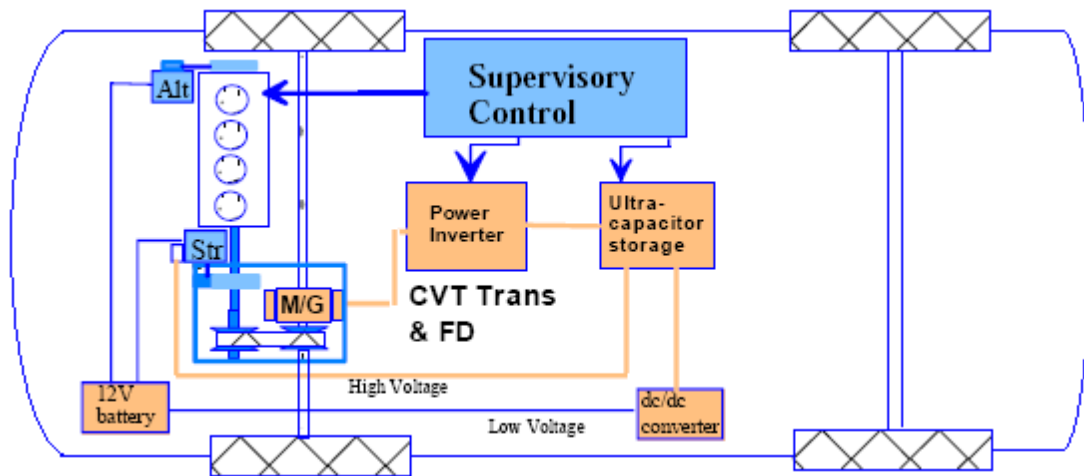 Alt
Supervisory
Control
Power
Inverter
Ultra-
capacitor
storage
Str
M/G
CVT Trans
& FD
High Voltage
12V
battery
Low Voltage
dc/dc
converter